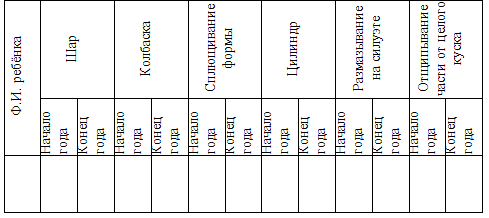 Ф.И. ребёнка
Шар
Колбаска
Сплющивание
формы
Цилиндр
Размазывание
на силуэте
Отщипывание
части от целого
куска
Начало
года
Конец
года
Начало
года
Конец
года
Начало
года
Конец
года
Начало
года
Конец
года
Начало
года
Конец
года
Начало
года
Конец
года